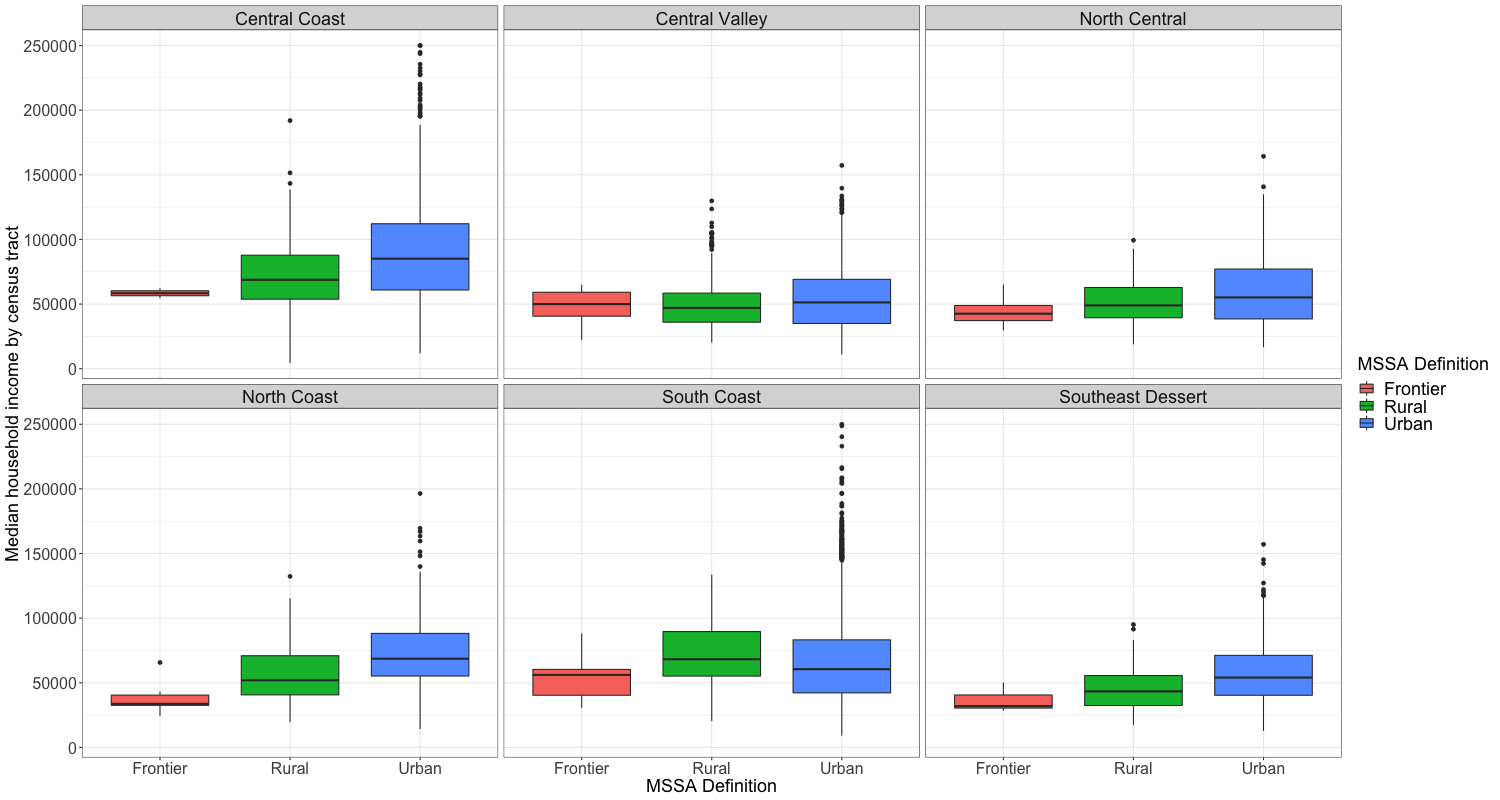 Central Coast
Central Valley
North Central
250000
200000
150000
100000
50000
0
North Coast
South Coast
Southeast Dessert
250000
200000
150000
100000
50000
0
Frontier
Rural
Urban
Frontier
Rural
Urban
Frontier
Rural
Urban
MSSA Definition
Median household income by census tract
MSSA Definition
Frontier
Rural
Urban